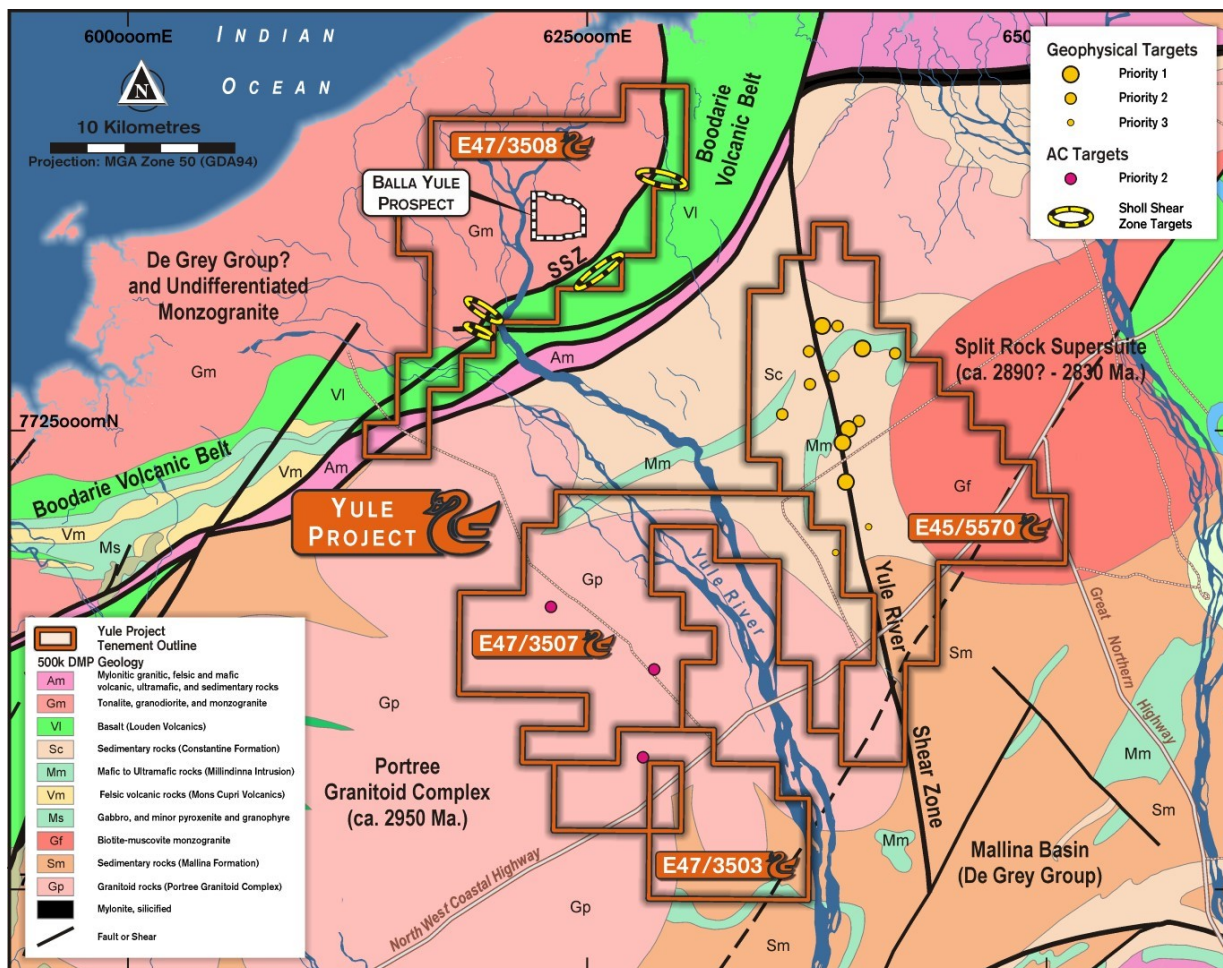 600000mE
625000mE
650
INDIAN
OCEAN
N
10 Kilometres
Projection: MGA Zone 50 (GDA94)
Geophysical Targets
Priority 1
Priority 2
Priority 3
AC Targets
Priority 2
Sholl Shear
Zone Targets
E47/3508
Boodarie
Volcanic Belt
BALLA YULE
PROSPECT
Vl
Gm
SSZ
De Grey Group?
and Undifferentiated
Monzogranite
Gm
Am
Sc
Split Rock Supersuite
(ca. 2890? - 2830 Ma.)
7725000mN
Vl
Boodarie Volcanic Belt
Vm
Am
Mm
Mm
Gf
YULE
PROJECT
E45/5570
Vm
Ms
Gp
Yule River
Yule River
Shear Zone
Great Northern
Highway
E47/3507
Sm
Gp
Mm
Portree
Granitoid Complex
(ca. 2950 Ma.)
Sm
Mm
Mallina Basin
(De Grey Group)
E47/3503
North West Coastal Highway
Gp
Sm
Yule Project
Tenement Outline
500k DMP Geology
Am Mylonitic granitic, felsic and mafic
volcanic, ultramafic, and sedimentary rocks
Gm Tonalite, granodiorite, and monzogranite
Vl Basalt (Louden Volcanics)
Sc Sedimentary rocks (Constantine Formation)
Mm Mafic to Ultramafic rocks (Millindinna Intrusion)
Vm Felsic volcanic rocks (Mons Cupri Volcanics)
Ms Gabbro, and minor pyroxenite and granophyre
Gf Biotite-muscovite monzogranite
Sm Sedimentary rocks (Mallina Formation)
Gp Granitoid rocks (Portree Granitoid Complex)
Mylonite, silicified
Fault or Shear